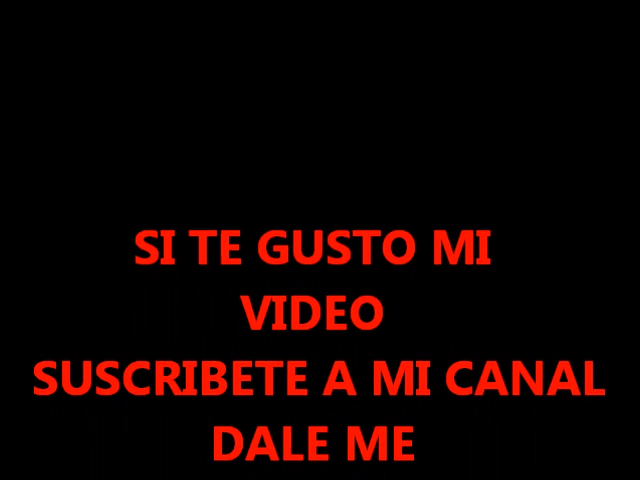 SI TE GUSTO MI
VIDEO
SUSCRIBETE A MI CANAL
DALE ME